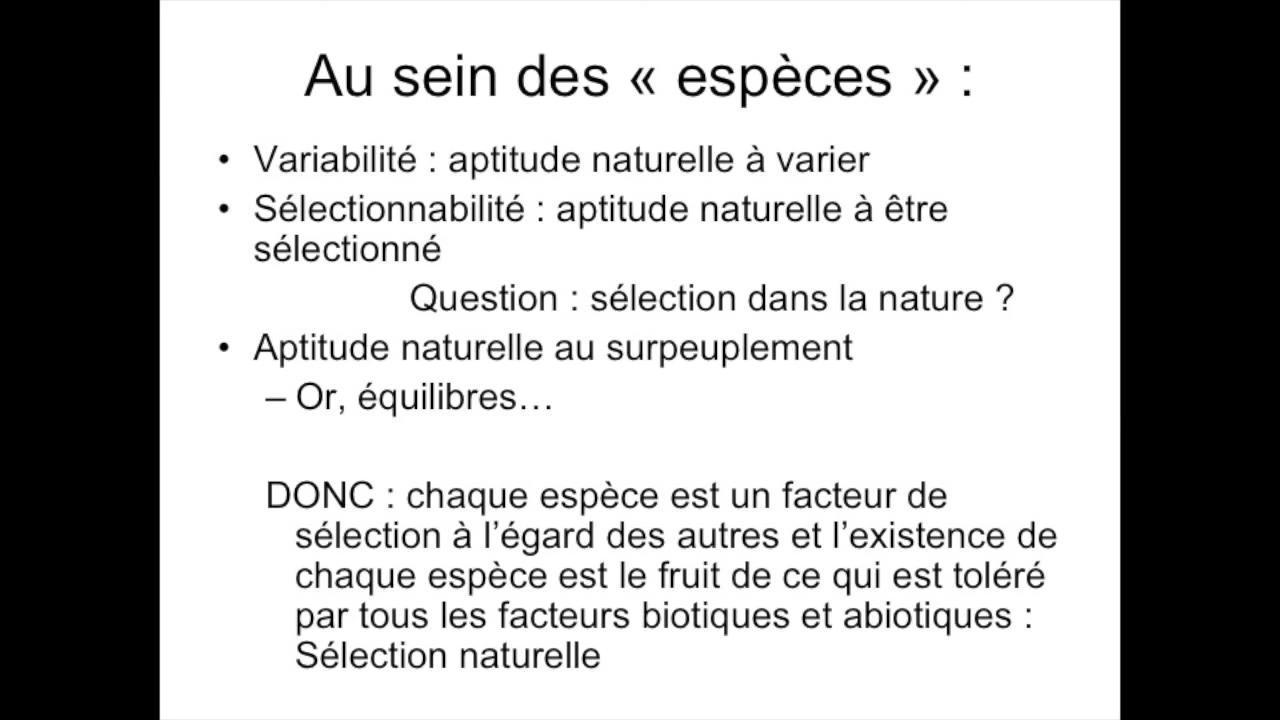 Au sein des « espèces » :
• Variabilité : aptitude naturelle à varier
• Sélectionnabilité : aptitude naturelle à être
sélectionné
Question : sélection dans la nature ?
• Aptitude naturelle au surpeuplement
– Or, équilibres…
DONC : chaque espèce est un facteur de
sélection à l’égard des autres et l’existence de
chaque espèce est le fruit de ce qui est toléré
par tous les facteurs biotiques et abiotiques :
Sélection naturelle